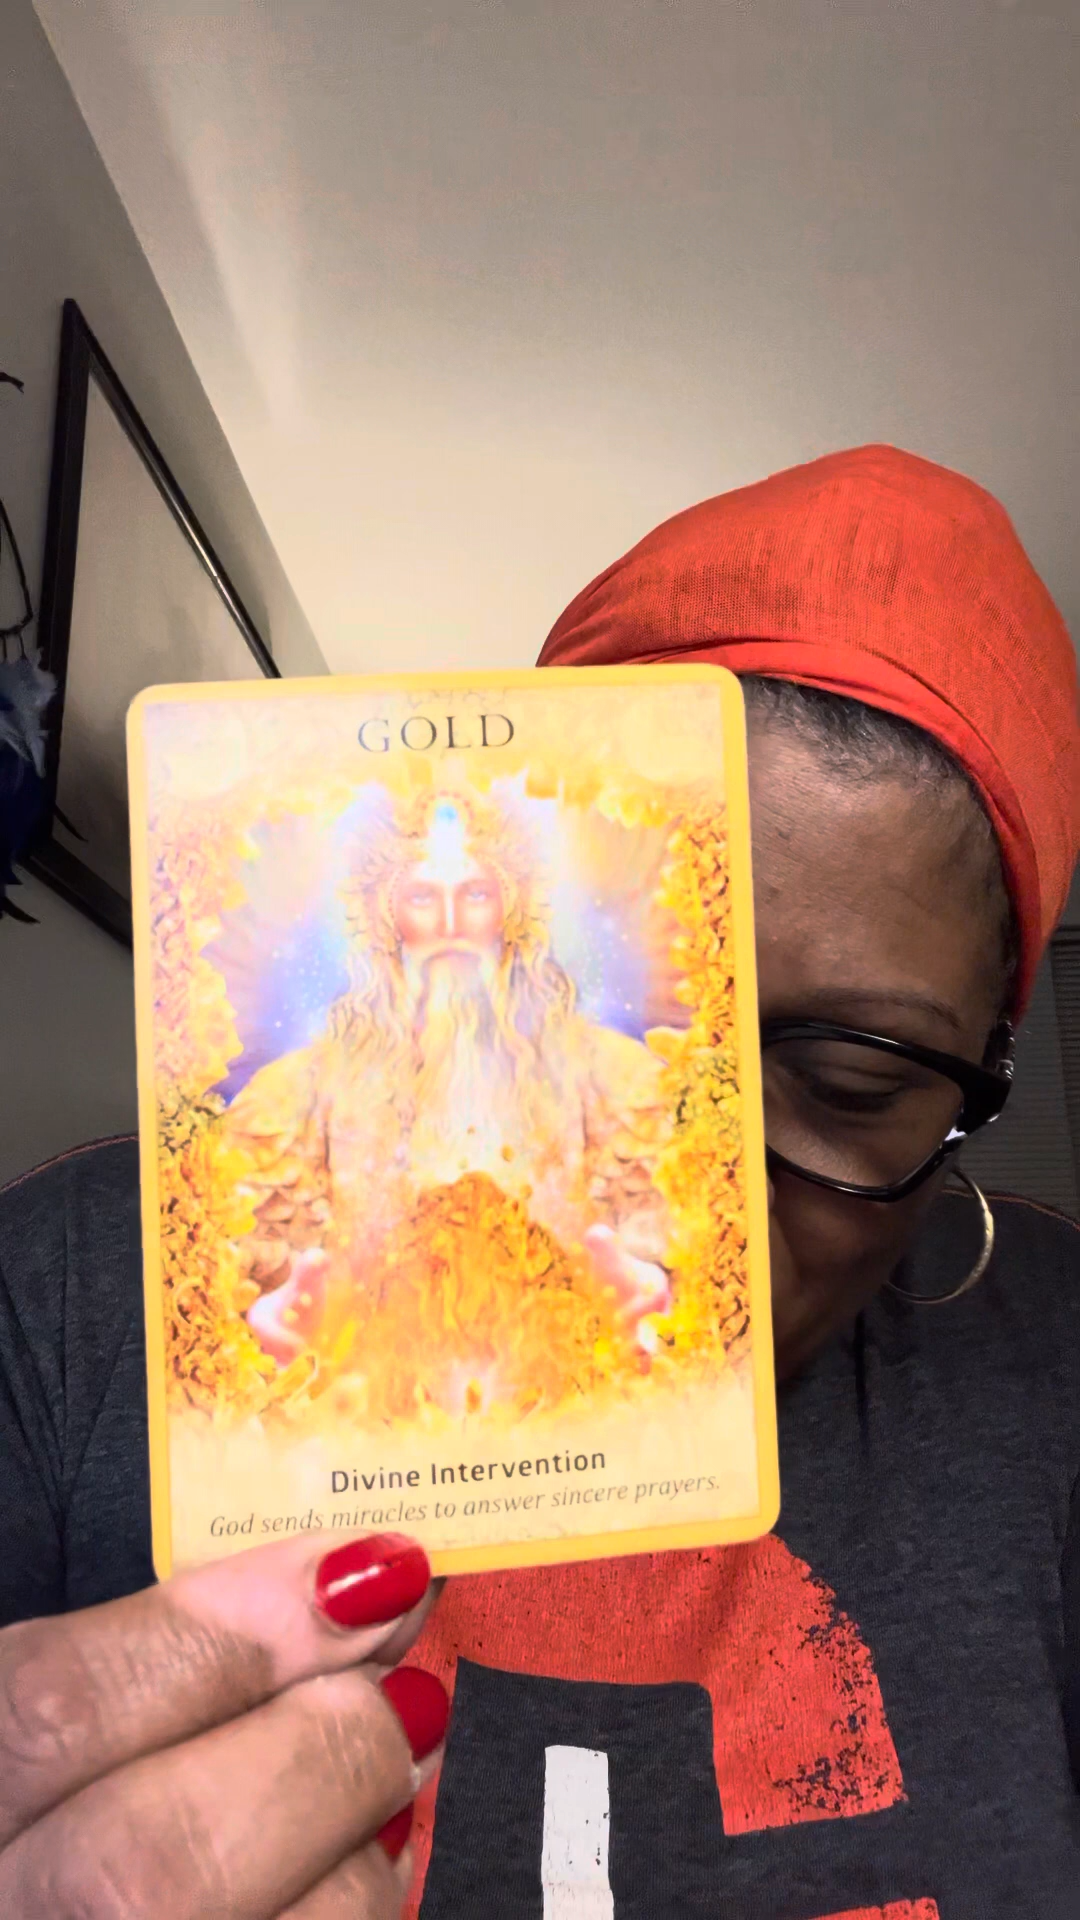 GOLD
Divine Intervention
God sends miracles to answer sincere prayers.